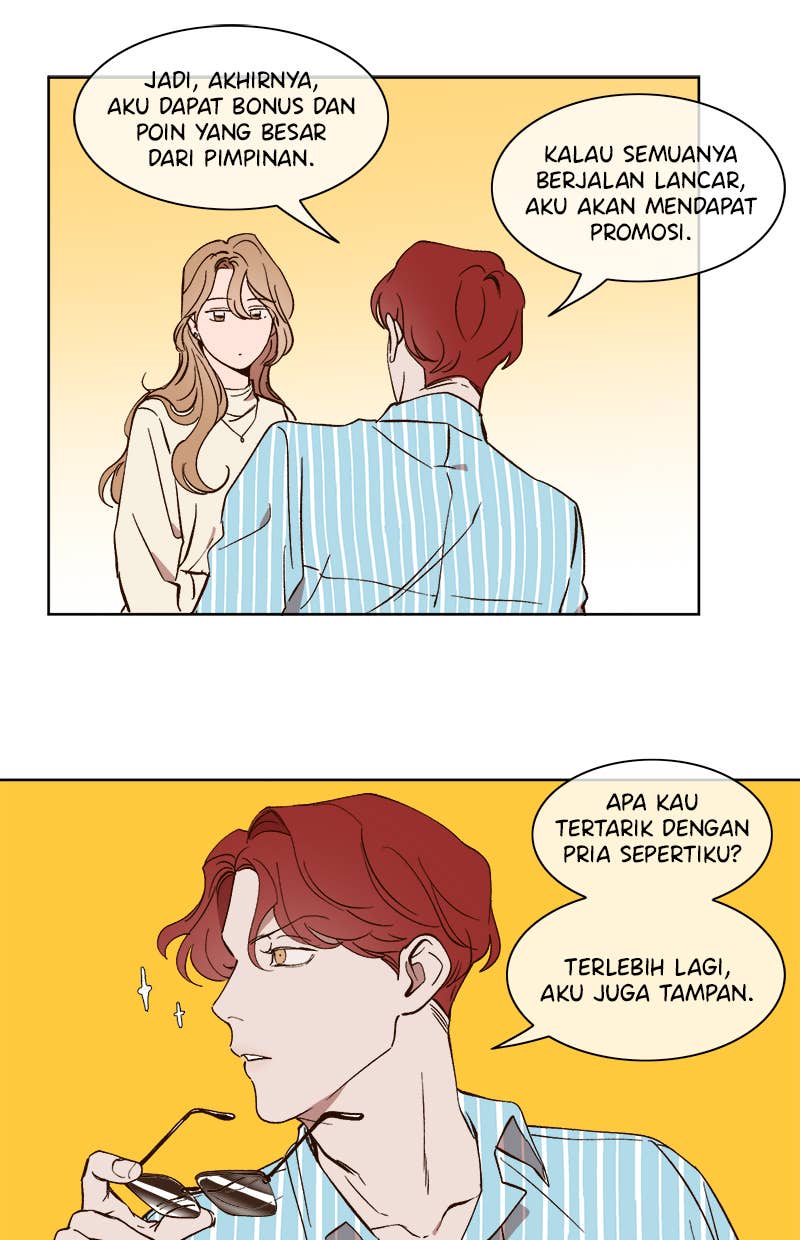 JADI, AKHIRNYA,
AKU DAPAT BONUS DAN
POIN YANG BESAR
DARI PIMPINAN.
KALAU SEMUANYA
BERJALAN LANCAR,
AKU AKAN MENDAPAT
PROMOSI.
APA KAU
TERTARIK DENGAN
PRIA SEPERTIKU?
TERLEBIH LAGI,
AKU JUGA TAMPAN.